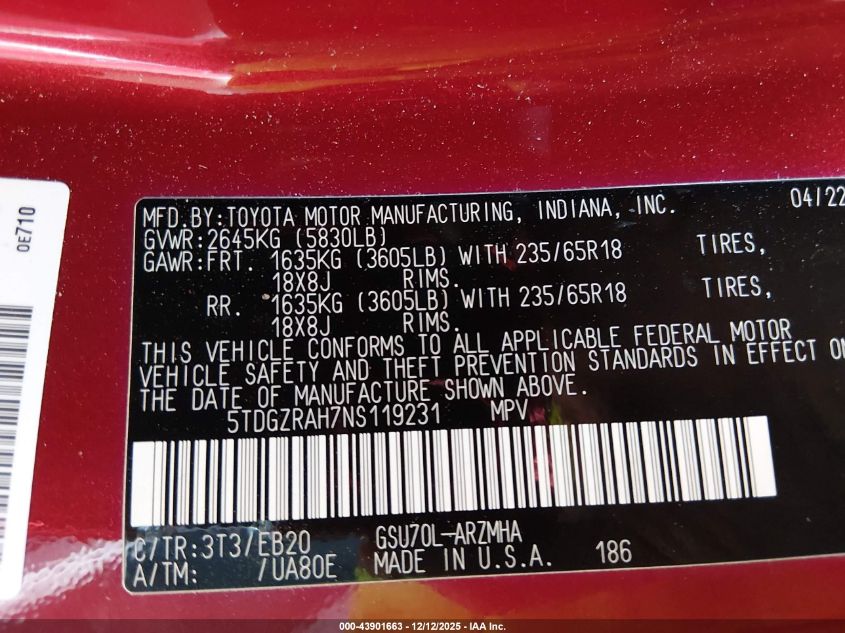 0E710
MFD.BY:TOYOTA MOTOR MANUFACTURING, INDIANA, INC. 04/22
GVWR:2645KG (5830LB)
GAWR:FRT. 1635KG (3605LB) WITH 235/65R18 TIRES,
18X8J RIMS.
RR. 1635KG (3605LB) WITH 235/65R18 TIRES,
18X8J RIMS.
THIS VEHICLE CONFORMS TO ALL APPLICABLE FEDERAL MOTOR
VEHICLE SAFETY AND THEFT PREVENTION STANDARDS IN EFFECT ON
THE DATE OF MANUFACTURE SHOWN ABOVE.
5TDGZRAH7NS119231 MPV
C/TR:3T3/EB20 GSU70L-ARZMHA
A/TM: /UA80E MADE IN U.S.A. 186
000-43901663 - 12/12/2025 - IAA Inc.